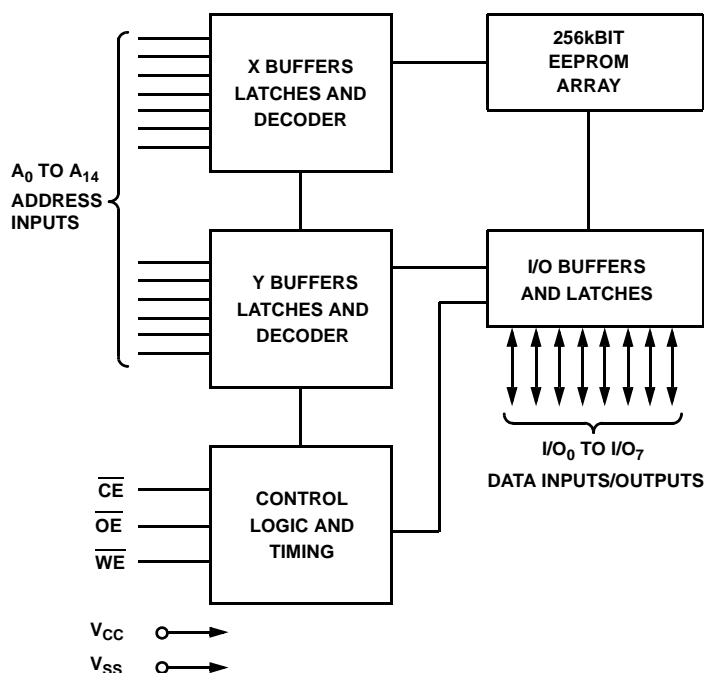 X BUFFERS
LATCHES AND
DECODER
256kBIT
EEPROM
ARRAY
A0 TO A14
ADDRESS
INPUTS
Y BUFFERS
LATCHES AND
DECODER
I/O BUFFERS
AND LATCHES
I/O0 TO I/O7
DATA INPUTS/OUTPUTS
CE
OE
WE
CONTROL
LOGIC AND
TIMING
VCC
VSS